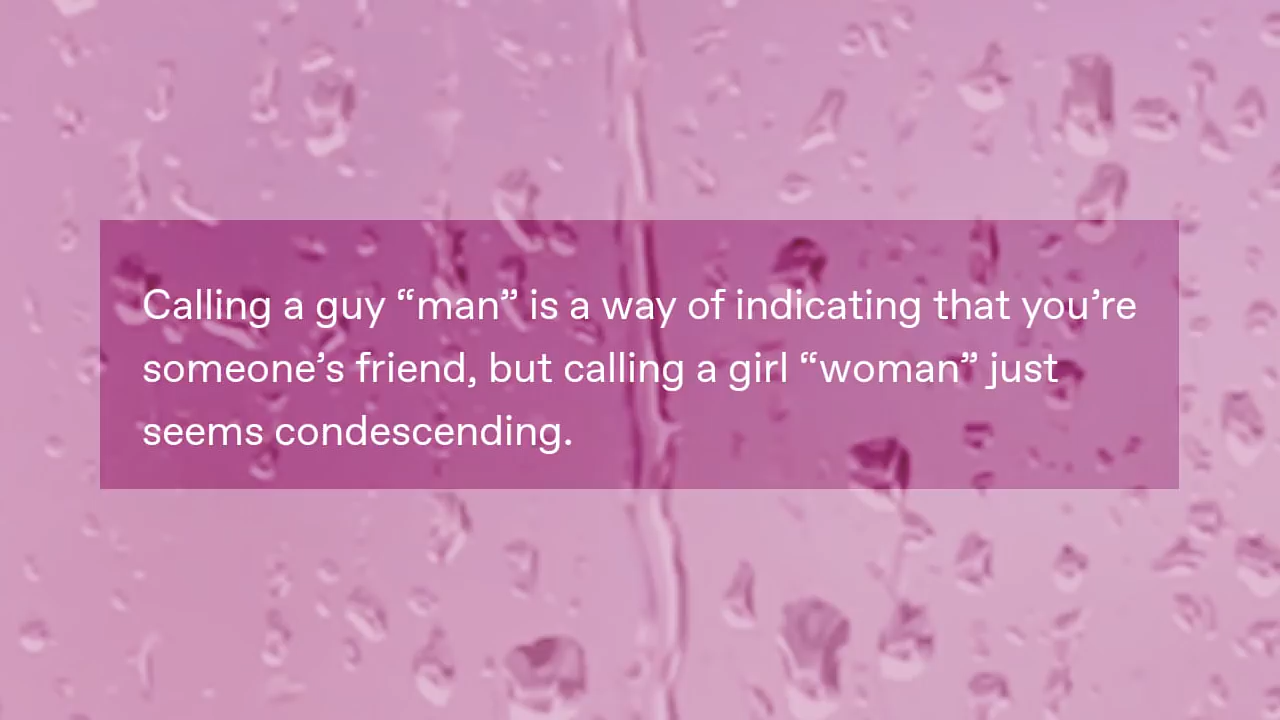 Calling a guy “man” is a way of indicating that you’re
someone’s friend, but calling a girl “woman” just
seems condescending.